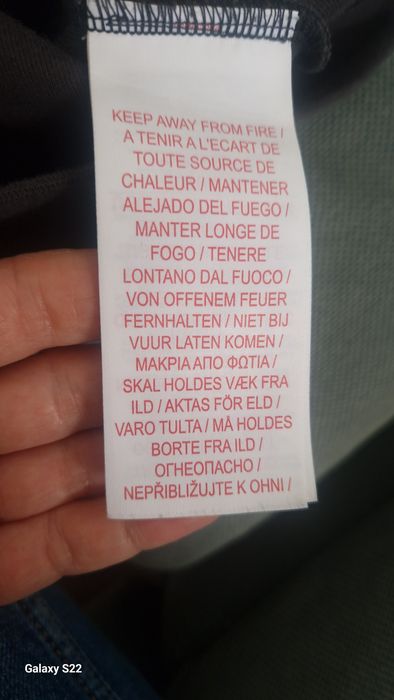 KEEP AWAY FROM FIRE /
A TENIR A L'ECART DE
TOUTE SOURCE DE
CHALEUR / MANTENER
ALEJADO DEL FUEGO /
MANTER LONGE DE
FOGO / TENERE
LONTANO DAL FUOCO /
VON OFFENEM FEUER
FERNHALTEN / NIET BIJ
VUUR LATEN KOMEN /
ΜΑΚΡΙΑ ΑΠΟ ΦΩΤΙΑ /
SKAL HOLDES VÆK FRA
ILD / AKTAS FÖR ELD /
VARO TULTA / MÅ HOLDES
BORTE FRA ILD /
ОГНЕОПАСНО /
NEPŘIBLIŽUJTE K OHNI /
Galaxy S22